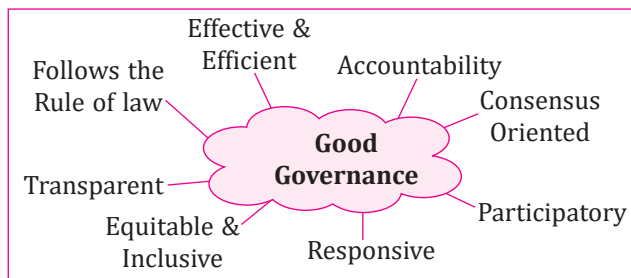 Effective &
Efficient
Accountability
Follows the
Rule of law
Consensus
Oriented
Good
Governance
Transparent
Participatory
Equitable &
Inclusive
Responsive